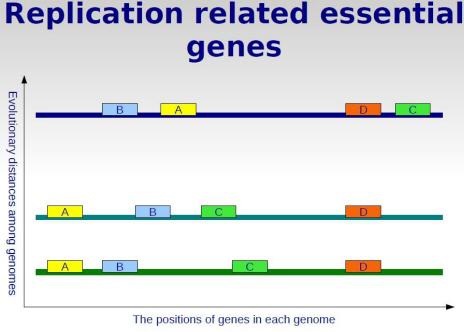 Replication related essential
genes
Evolutionary distances among genomes
B A D C
A B C D
A B C D
The positions of genes in each genome